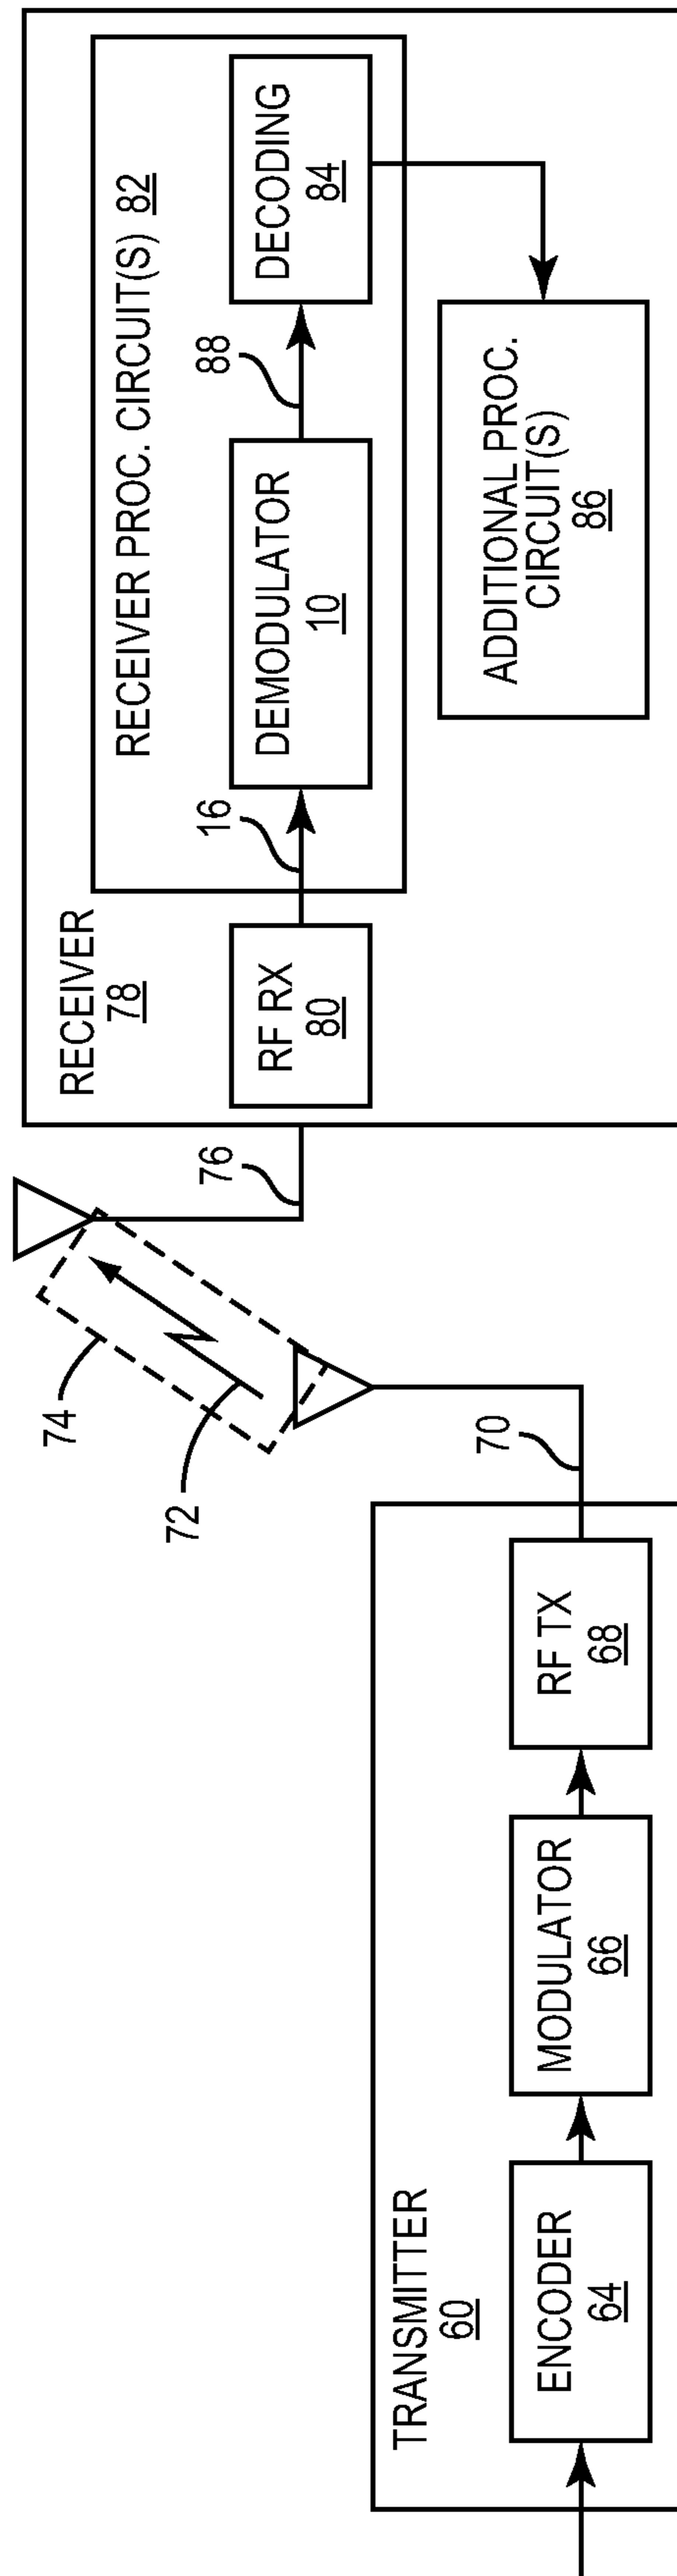 TRANSMITTER
60
ENCODER
64
MODULATOR
66
RF TX
68
70
72
74
76
RECEIVER
78
RF RX
80
16
RECEIVER PROC. CIRCUIT(S) 82
DEMODULATOR
10
88
DECODING
84
ADDITIONAL PROC.
CIRCUIT(S)
86